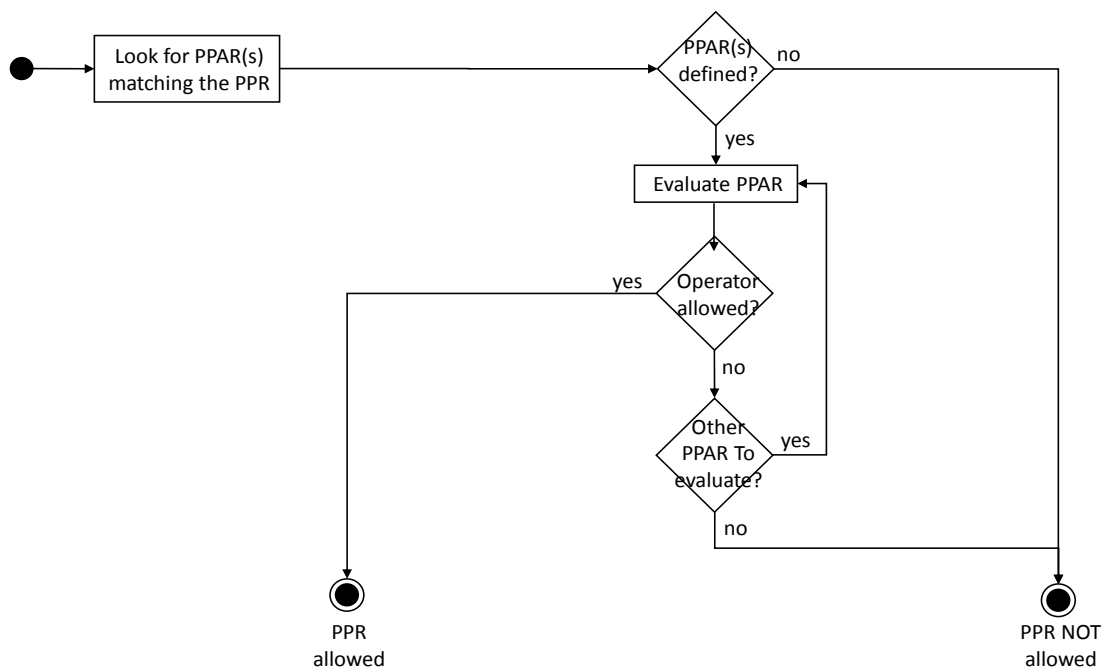 Look for PPAR(s)
matching the PPR
PPAR(s)
defined?
no
yes
Evaluate PPAR
yes
Operator
allowed?
no
Other
PPAR To
evaluate?
yes
no
PPR
allowed
PPR NOT
allowed